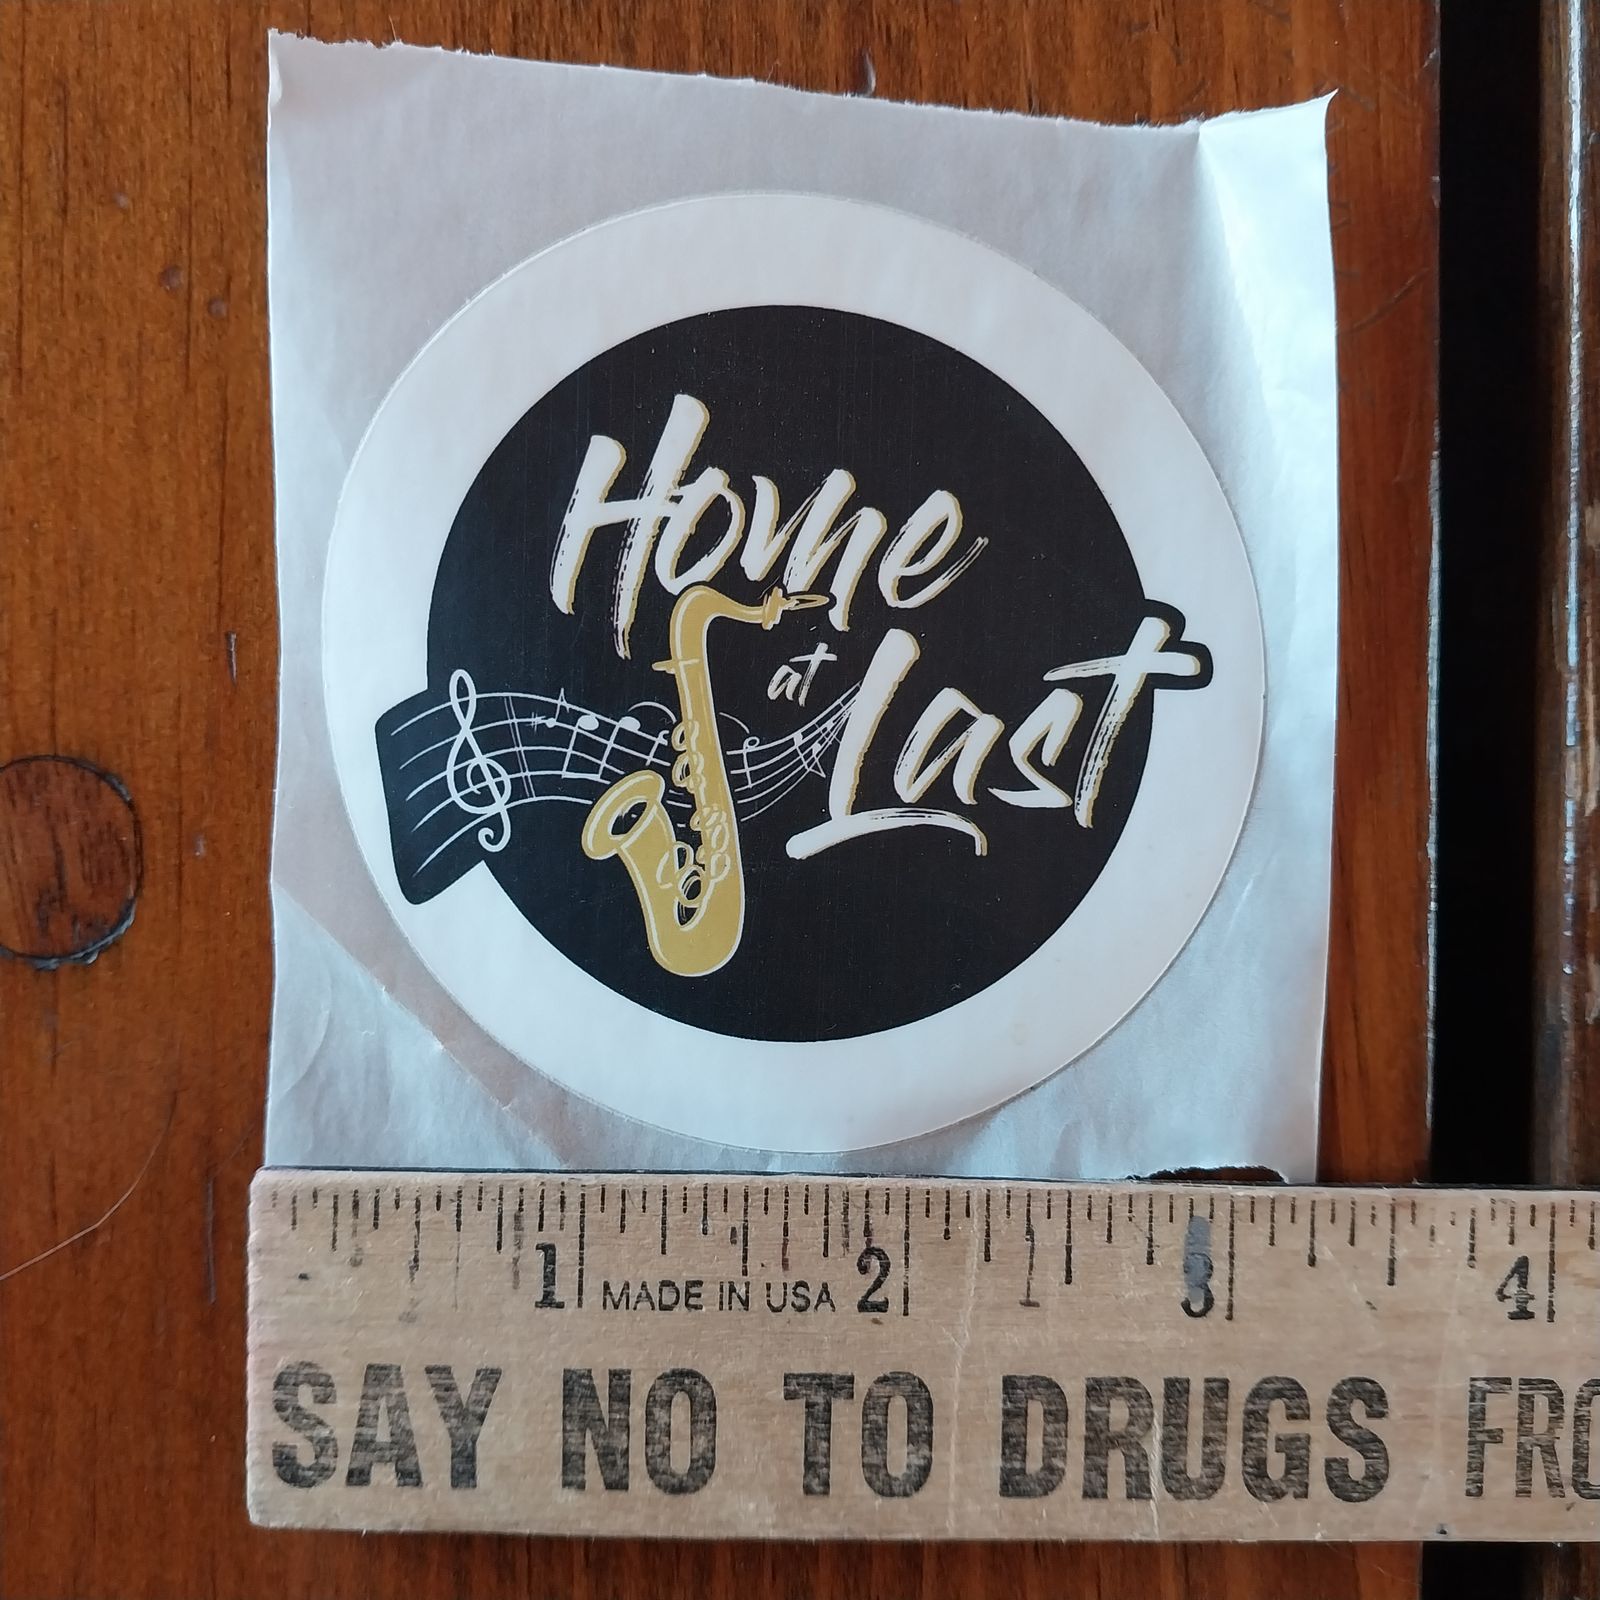 Home
at
Last
1 MADE IN USA 2 3 4
SAY NO TO DRUGS